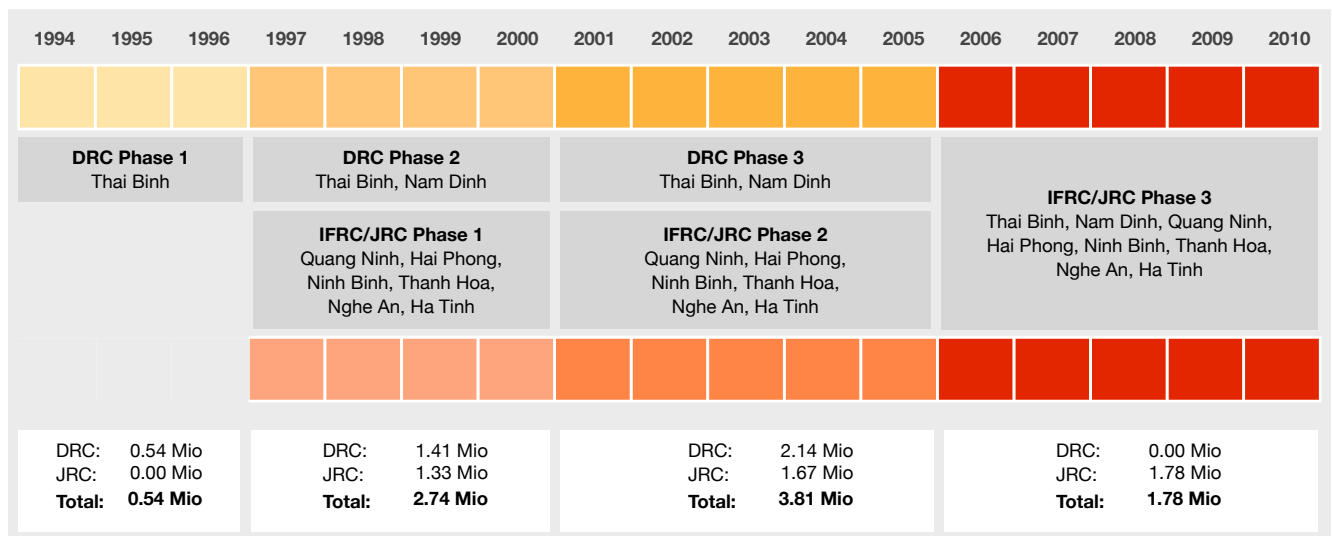 1994 1995 1996 1997 1998 1999 2000 2001 2002 2003 2004 2005 2006 2007 2008 2009 2010
DRC Phase 1
Thai Binh
DRC Phase 2
Thai Binh, Nam Dinh
DRC Phase 3
Thai Binh, Nam Dinh
IFRC/JRC Phase 1
Quang Ninh, Hai Phong,
Ninh Binh, Thanh Hoa,
Nghe An, Ha Tinh
IFRC/JRC Phase 2
Quang Ninh, Hai Phong,
Ninh Binh, Thanh Hoa,
Nghe An, Ha Tinh
IFRC/JRC Phase 3
Thai Binh, Nam Dinh, Quang Ninh,
Hai Phong, Ninh Binh, Thanh Hoa,
Nghe An, Ha Tinh
DRC: 0.54 Mio
JRC: 0.00 Mio
Total: 0.54 Mio
DRC: 1.41 Mio
JRC: 1.33 Mio
Total: 2.74 Mio
DRC: 2.14 Mio
JRC: 1.67 Mio
Total: 3.81 Mio
DRC: 0.00 Mio
JRC: 1.78 Mio
Total: 1.78 Mio